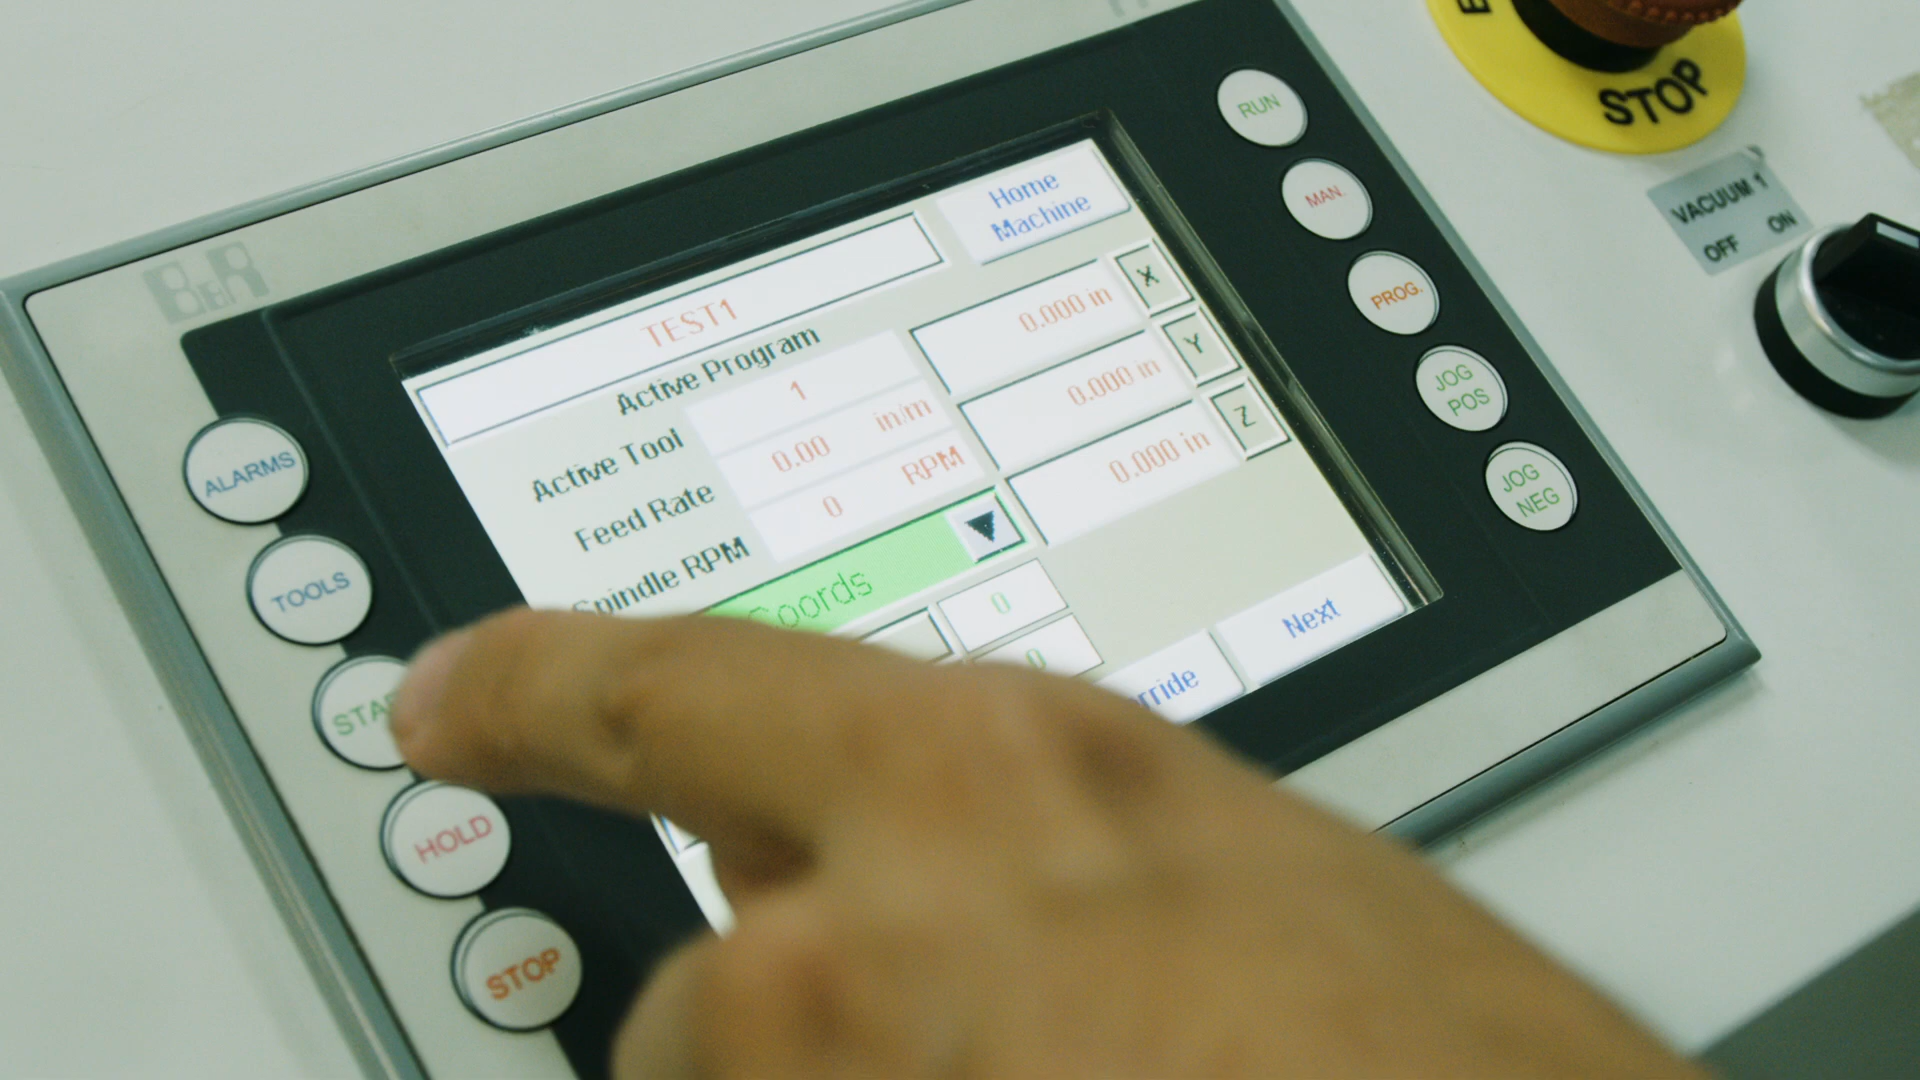 B&R
ALARMS
TOOLS
HOLD
STOP
Home
Machine
TEST1
Active Program
Active Tool
1
Feed Rate
0.00 in/m
Spindle RPM
0 RPM
Coords
0
0
0.000 in X
0.000 in Y
0.000 in Z
Next
RUN
MAN.
PROG.
JOG
POS
JOG
NEG
STOP
VACUUM 1
OFF ON